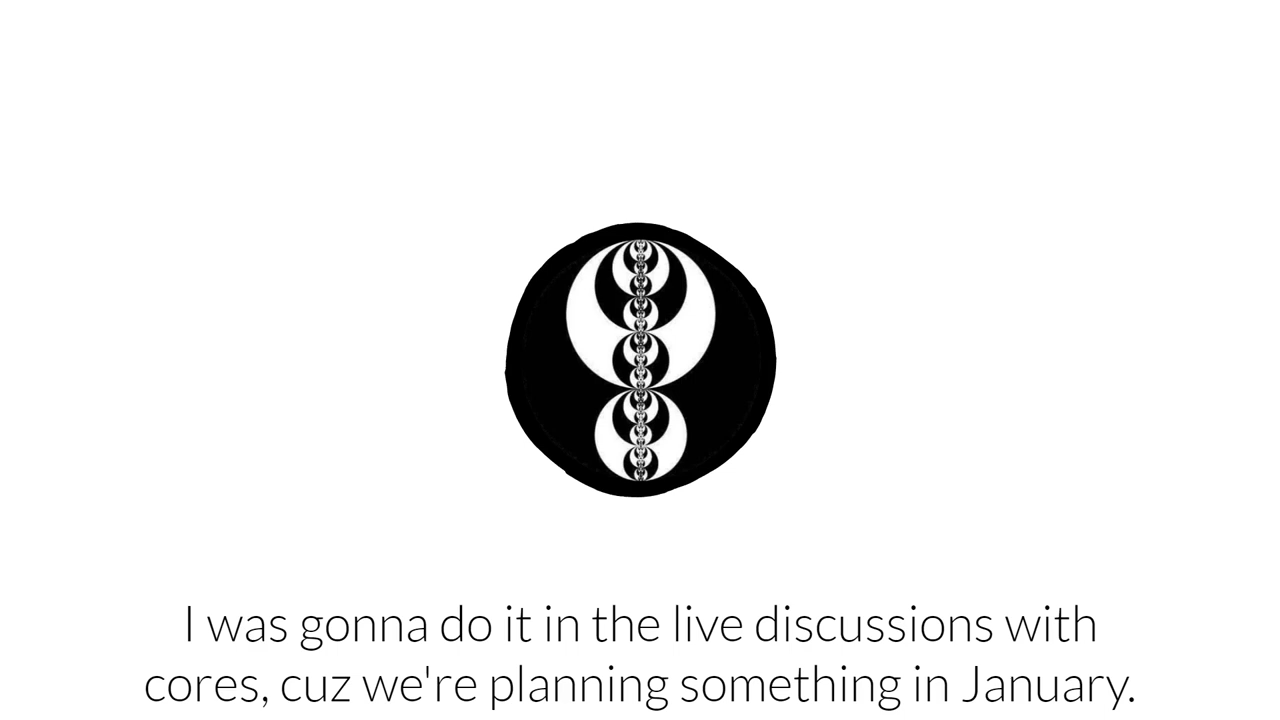 I was gonna do it in the live discussions with
cores, cuz we're planning something in January.